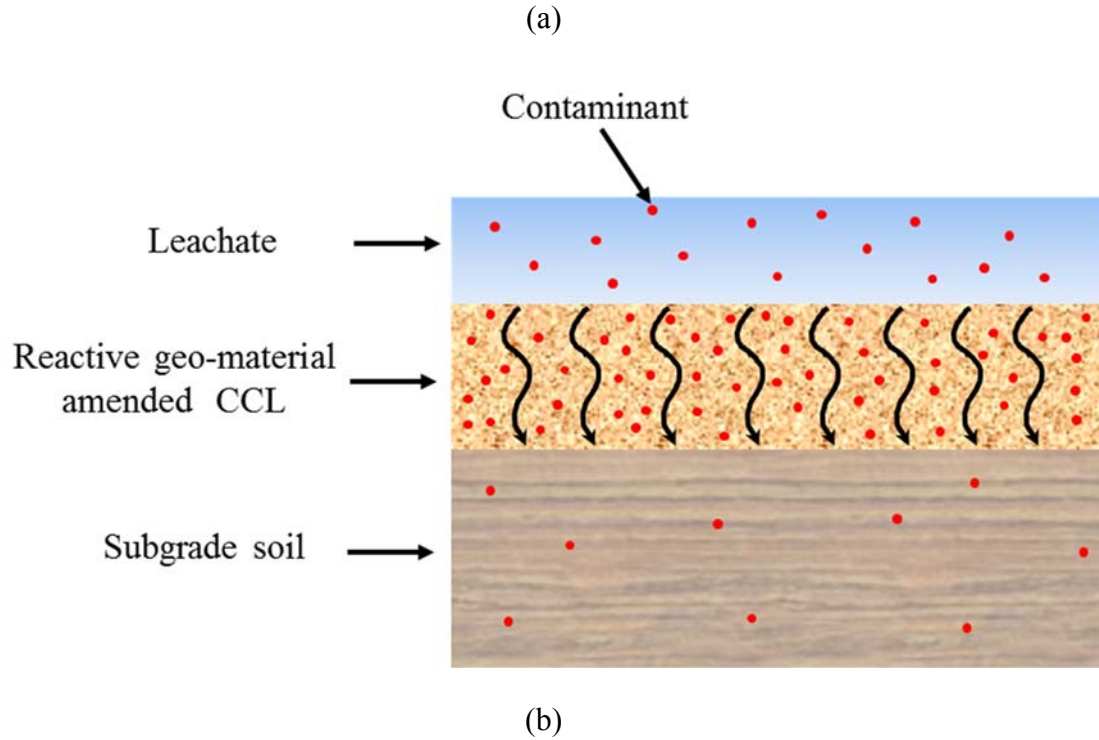 (a)
Contaminant
Leachate
Reactive geo-material
amended CCL
Subgrade soil
(b)